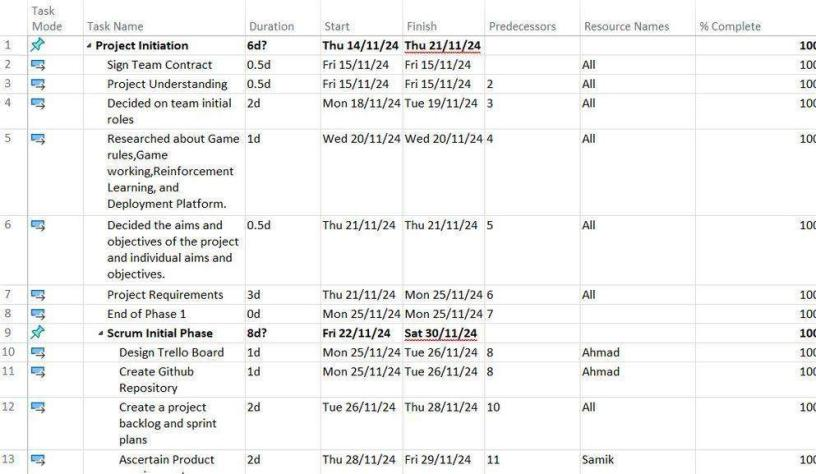 Task Mode Task Name Duration Start Finish Predecessors Resource Names % Complete
1 Project Initiation 6d? Thu 14/11/24 Thu 21/11/24 100
2 Sign Team Contract 0.5d Fri 15/11/24 Fri 15/11/24 All 100
3 Project Understanding 0.5d Fri 15/11/24 Fri 15/11/24 2 All 100
4 Decided on team initial 2d Mon 18/11/24 Tue 19/11/24 3 All 100
roles
5 Researched about Game 1d Wed 20/11/24 Wed 20/11/24 4 All 100
rules,Game
working,Reinforcement
Learning, and
Deployment Platform.
6 Decided the aims and 0.5d Thu 21/11/24 Thu 21/11/24 5 All 100
objectives of the project
and individual aims and
objectives.
7 Project Requirements 3d Thu 21/11/24 Mon 25/11/24 6 All 100
8 End of Phase 1 0d Mon 25/11/24 Mon 25/11/24 7 100
9 Scrum Initial Phase 8d? Fri 22/11/24 Sat 30/11/24 100
10 Design Trello Board 1d Mon 25/11/24 Tue 26/11/24 8 Ahmad 100
11 Create Github 1d Mon 25/11/24 Tue 26/11/24 8 Ahmad 100
Repository
12 Create a project 2d Tue 26/11/24 Thu 28/11/24 10 All 100
backlog and sprint
plans
13 Ascertain Product 2d Thu 28/11/24 Fri 29/11/24 11 Samik 100